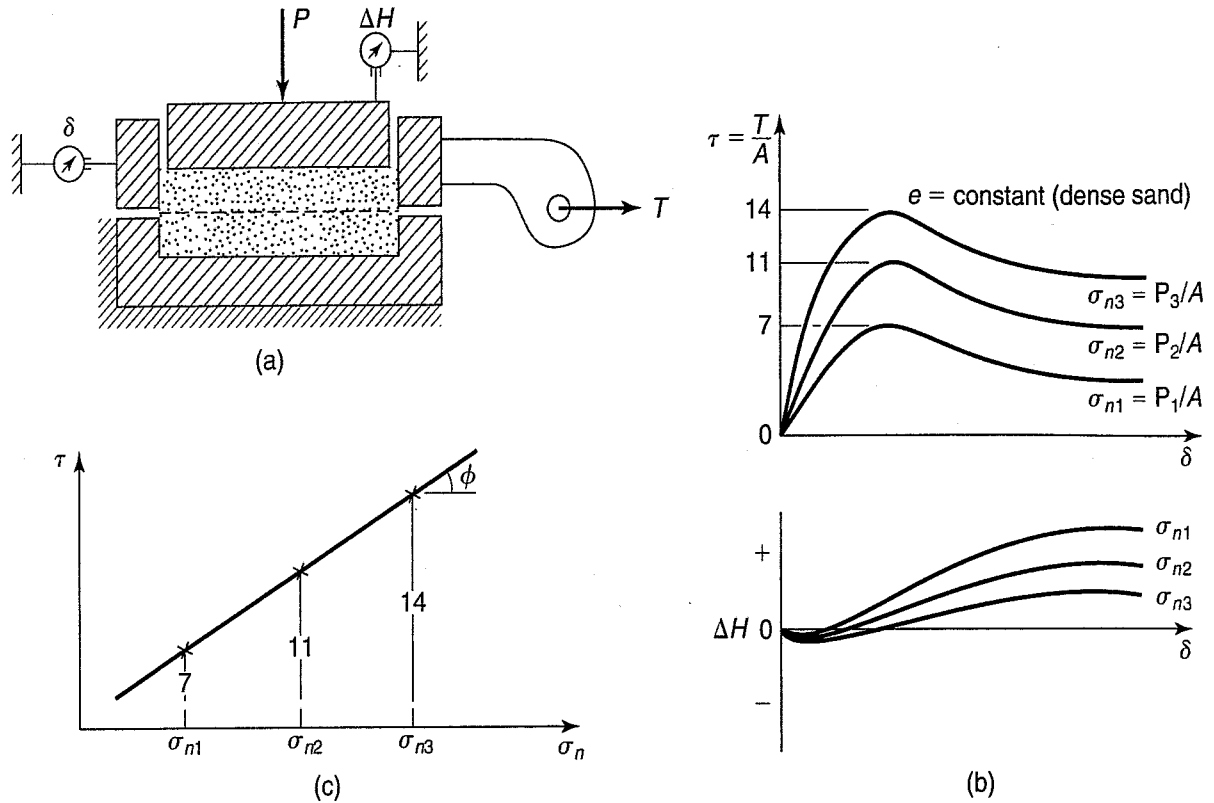 P
ΔH
δ
T
(a)
τ = T/A
e = constant (dense sand)
14
11
7
0
σn3 = P3/A
σn2 = P2/A
σn1 = P1/A
δ
+
ΔH 0
−
σn1
σn2
σn3
δ
(b)
τ
ϕ
7
11
14
σn1 σn2 σn3 σn
(c)